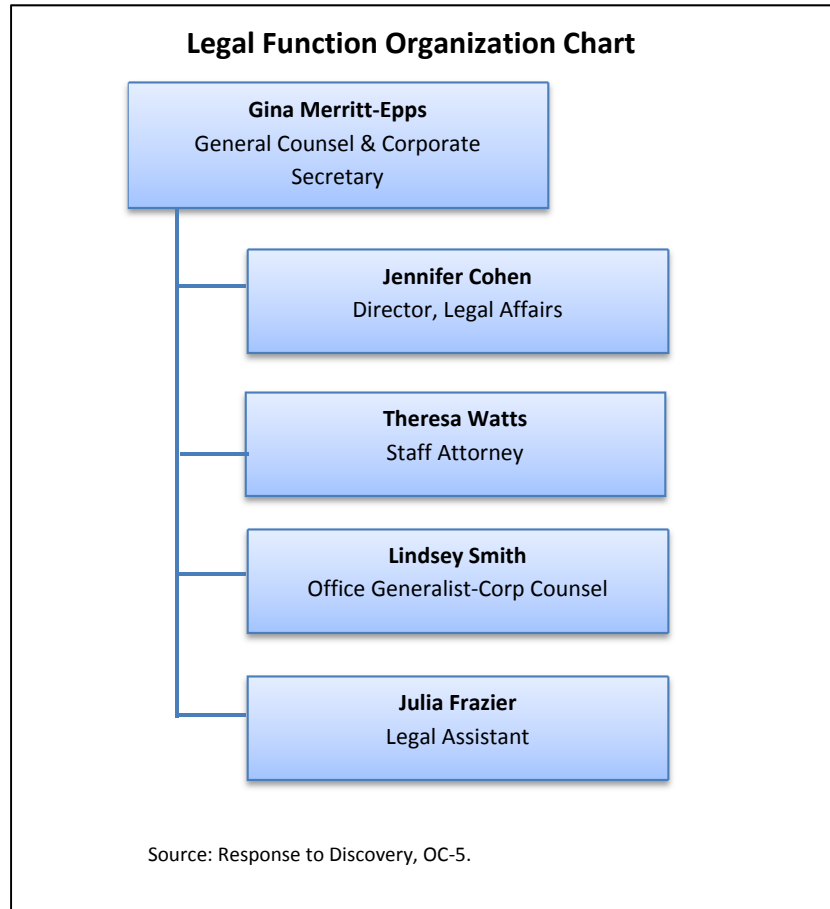 Legal Function Organization Chart
Gina Merritt-Epps
General Counsel & Corporate
Secretary
Jennifer Cohen
Director, Legal Affairs
Theresa Watts
Staff Attorney
Lindsey Smith
Office Generalist-Corp Counsel
Julia Frazier
Legal Assistant
Source: Response to Discovery, OC-5.